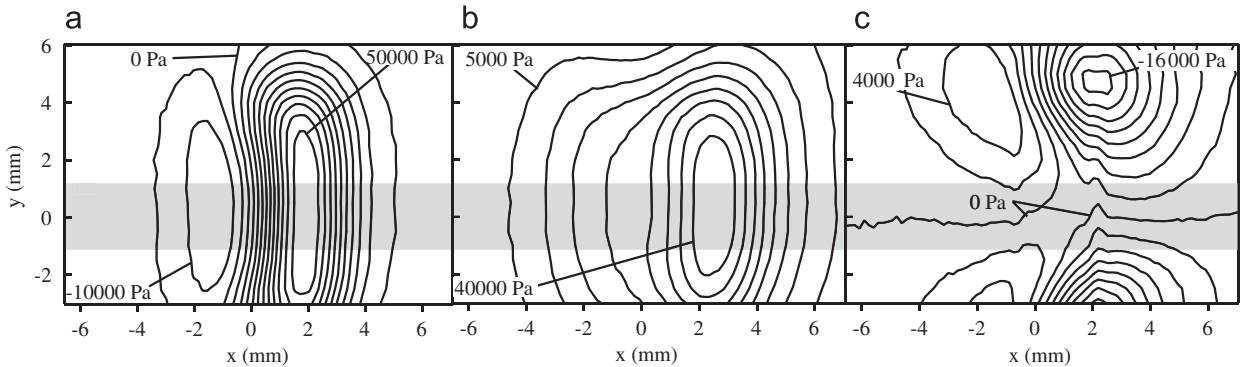 a b c
6 0 Pa 50000 Pa 5000 Pa 4000 Pa -16000 Pa
4
2
0 0 Pa
-2
-10000 Pa 40000 Pa
y (mm)
-6 -4 -2 0 2 4 6 -6 -4 -2 0 2 4 6 -6 -4 -2 0 2 4 6
x (mm) x (mm) x (mm)